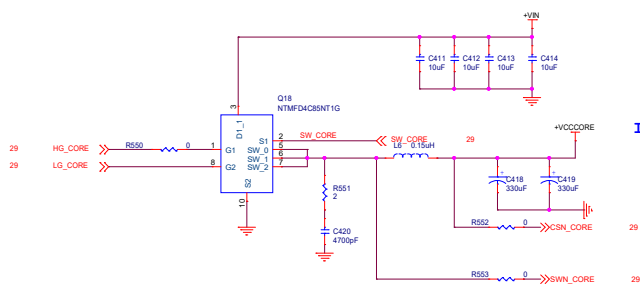 +VIN
C411
10uF
C412
10uF
C413
10uF
C414
10uF
Q18
NTMFD4C85NT1G
3
D1_1
+VCCCORE
29
HG_CORE
R550
0
1
G1
S1
2
SW_CORE
SW_CORE
29
29
LG_CORE
8
G2
SW_0
5
SW_1
6
SW_2
7
L6
0.15uH
S2
10
R551
2
C420
4700pF
+
C418
330uF
+
C419
330uF
R552
0
CSN_CORE
29
R553
0
SWN_CORE
29